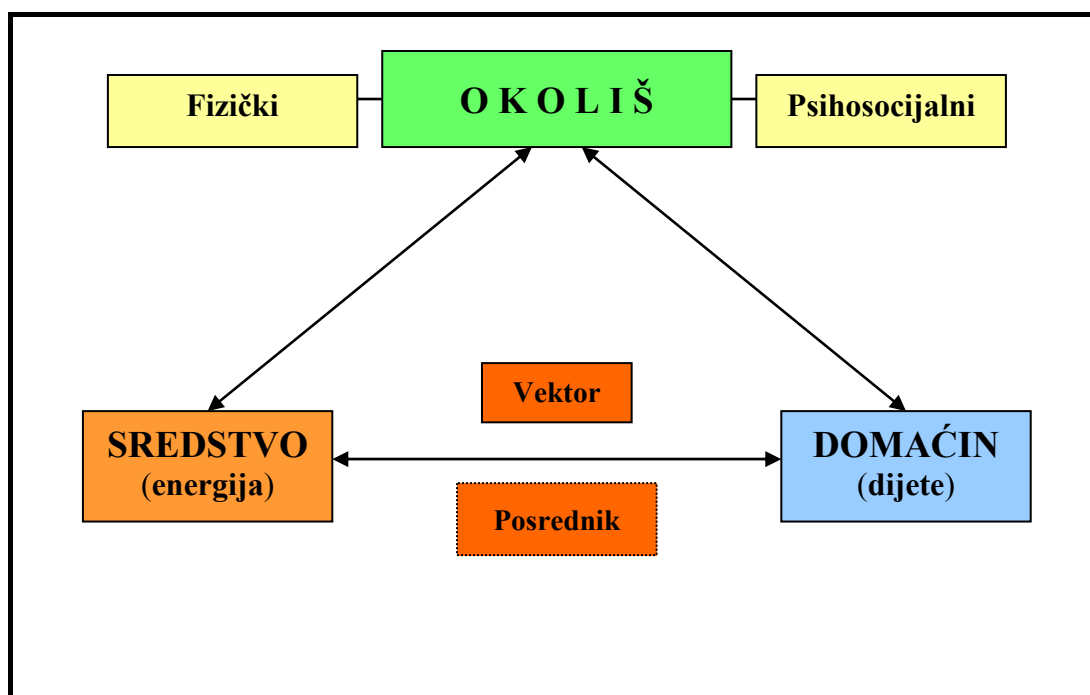 Fizički
O K O L I Š
Psihosocijalni
Vektor
SREDSTVO
(energija)
DOMAĆIN
(dijete)
Posrednik